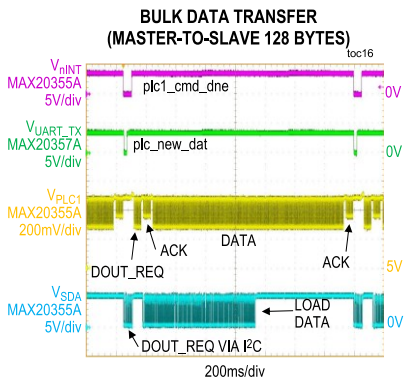 BULK DATA TRANSFER
(MASTER-TO-SLAVE 128 BYTES)
toc16
VnINT
MAX20355A
5V/div
plc1_cmd_dne
0V
VUART_TX
MAX20357A
5V/div
plc_new_dat
0V
VPLC1
MAX20355A
200mV/div
ACK
DATA
ACK
DOUT_REQ
5V
VSDA
MAX20355A
5V/div
LOAD
DATA
0V
DOUT_REQ VIA I²C
200ms/div